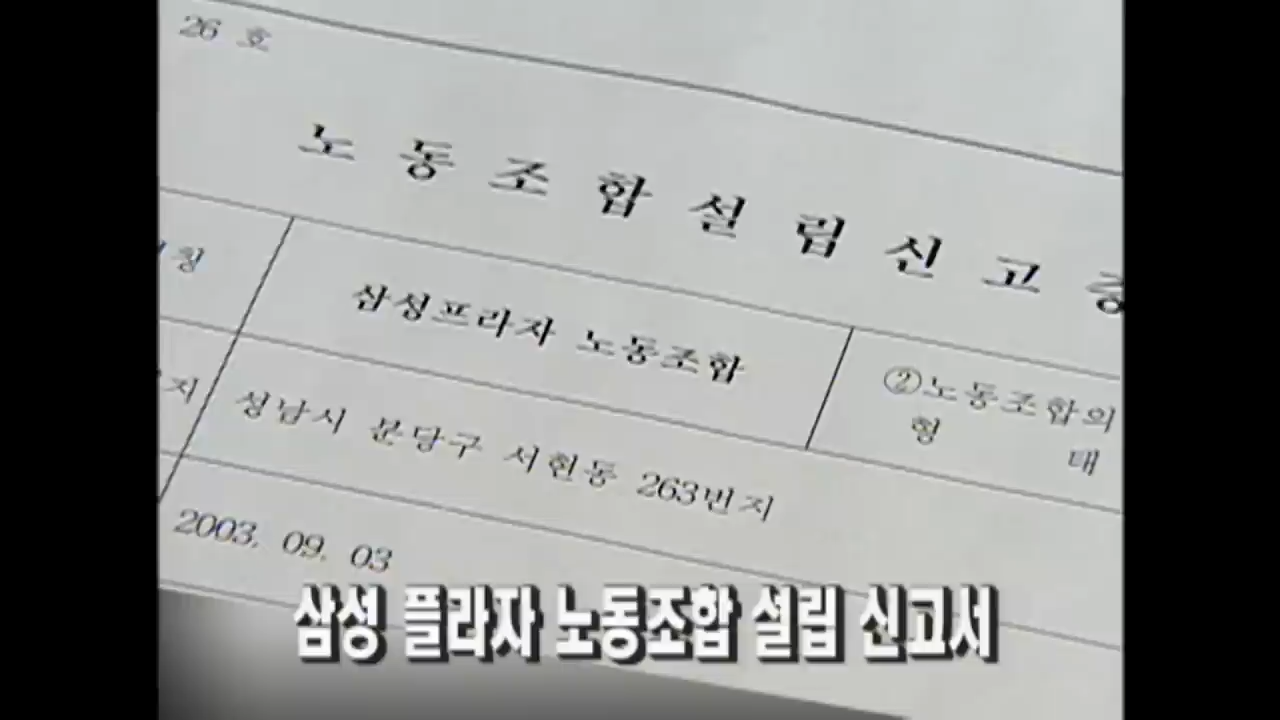 26 호
노동조합설립신고증
칭
삼성프라자 노동조합
②노동조합의
형 태
지
성남시 분당구 서현동 263번지
2003. 09. 03
삼성 플라자 노동조합 설립 신고서